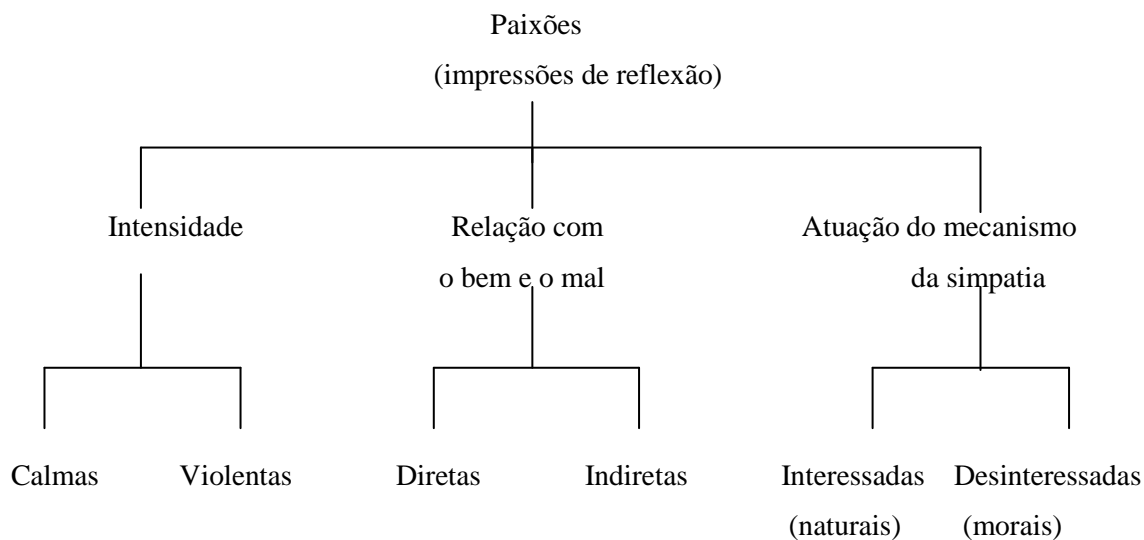 Paixões
(impressões de reflexão)
Intensidade
Relação com
o bem e o mal
Atuação do mecanismo
da simpatia
Calmas
Violentas
Diretas
Indiretas
Interessadas
(naturais)
Desinteressadas
(morais)